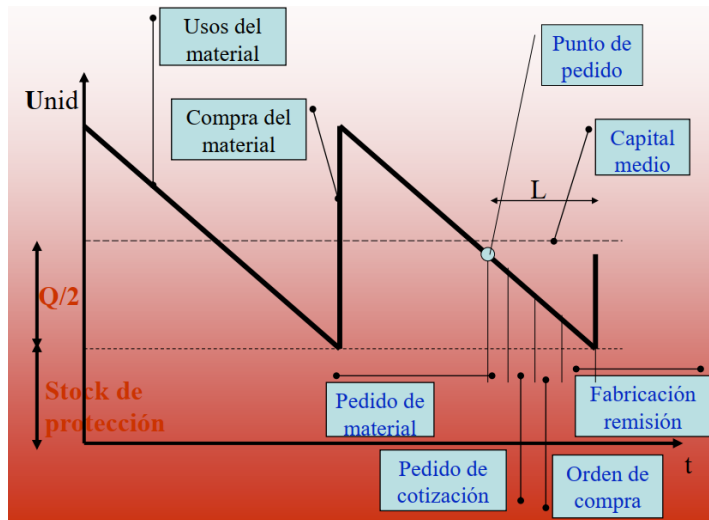 Usos del
material
Punto de
pedido
Unid
Compra del
material
Capital
medio
L
Q/2
Stock de
protección
Pedido de
material
Fabricación
remisión
Pedido de
cotización
Orden de
compra
t